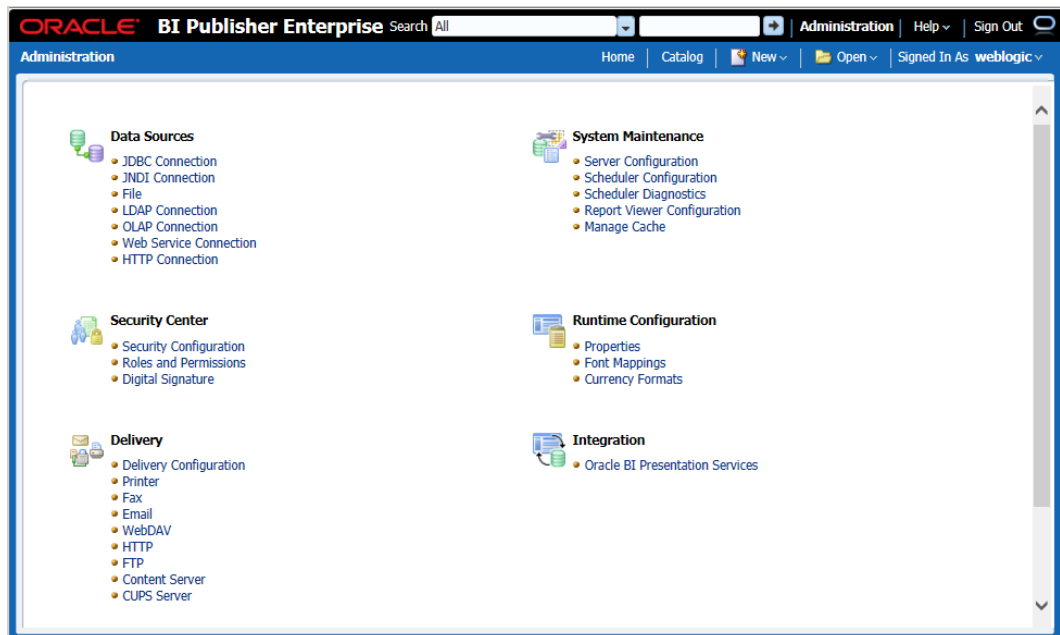 ORACLE BI Publisher Enterprise Search All Administration Help Sign Out
Administration Home Catalog New Open Signed In As weblogic
Data Sources
JDBC Connection
JNDI Connection
File
LDAP Connection
OLAP Connection
Web Service Connection
HTTP Connection
System Maintenance
Server Configuration
Scheduler Configuration
Scheduler Diagnostics
Report Viewer Configuration
Manage Cache
Security Center
Security Configuration
Roles and Permissions
Digital Signature
Runtime Configuration
Properties
Font Mappings
Currency Formats
Delivery
Delivery Configuration
Printer
Fax
Email
WebDAV
HTTP
FTP
Content Server
CUPS Server
Integration
Oracle BI Presentation Services